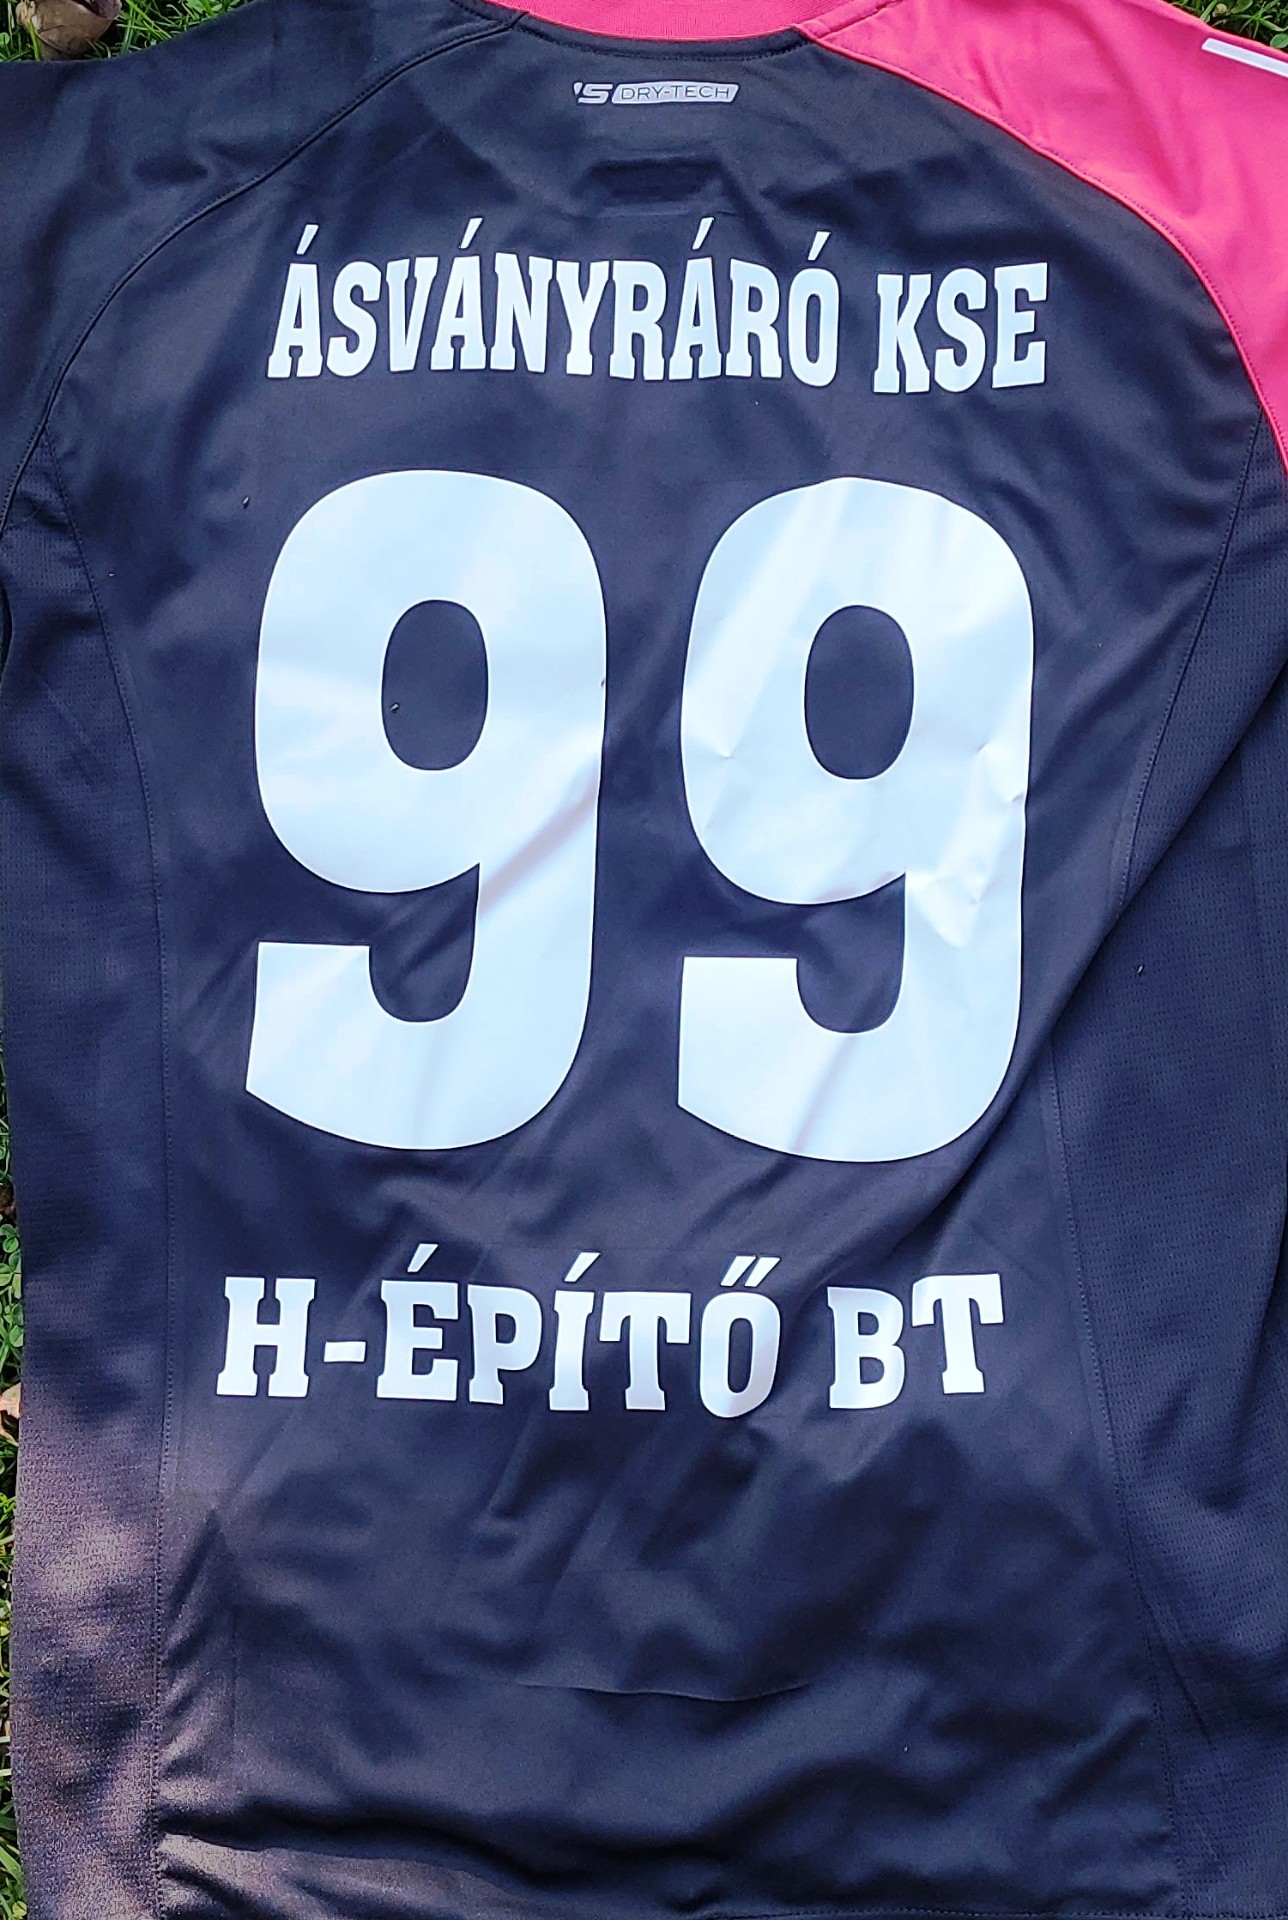 'S DRY-TECH
ÁSVÁNYRÁRÓ KSE
99
H-ÉPÍTŐ BT